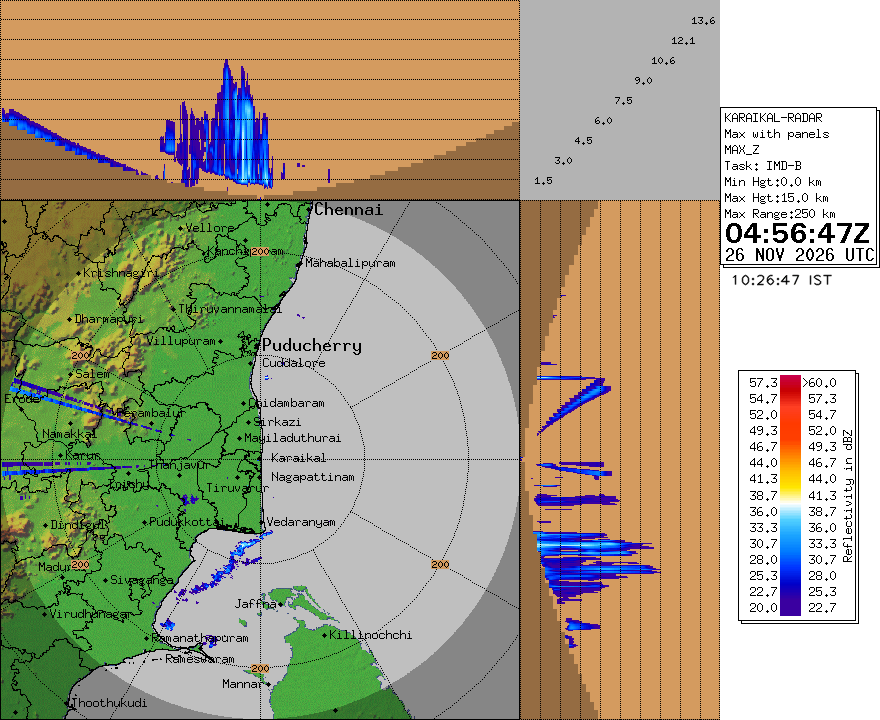 13.6
12.1
10.6
9.0
7.5
6.0
4.5
3.0
1.5
KARAIKAL-RADAR
Max with panels
MAX_Z
Task: IMD-B
Min Hgt:0.0 km
Max Hgt:15.0 km
Max Range:250 km
04:56:47Z
26 NOV 2026 UTC
10:26:47 IST
Chennai
Vellore
200
Mahabalipuram
Krishnagiri
Thiruvannamalai
Dharmapuri
Villupuram
Puducherry
200
200
Cuddalore
Salem
Erode
Perambalur
Chidambaram
Sirkazi
Namakkal
Mayiladuthurai
Karur
Thanjavur
Karaikal
Nagapattinam
Tiruvarur
Dindigul
Pudukkottai
Vedaranyam
200
200
Sivaganga
Jaffna
Virudhunagar
Ramanathapuram
Killinochchi
Rameswaram
200
Mannar
Thoothukudi
57.3 >60.0
54.7 57.3
52.0 54.7
49.3 52.0
46.7 49.3
44.0 46.7
41.3 44.0
38.7 41.3
36.0 38.7
33.3 36.0
30.7 33.3
28.0 30.7
25.3 28.0
22.7 25.3
20.0 22.7
Reflectivity in dBZ